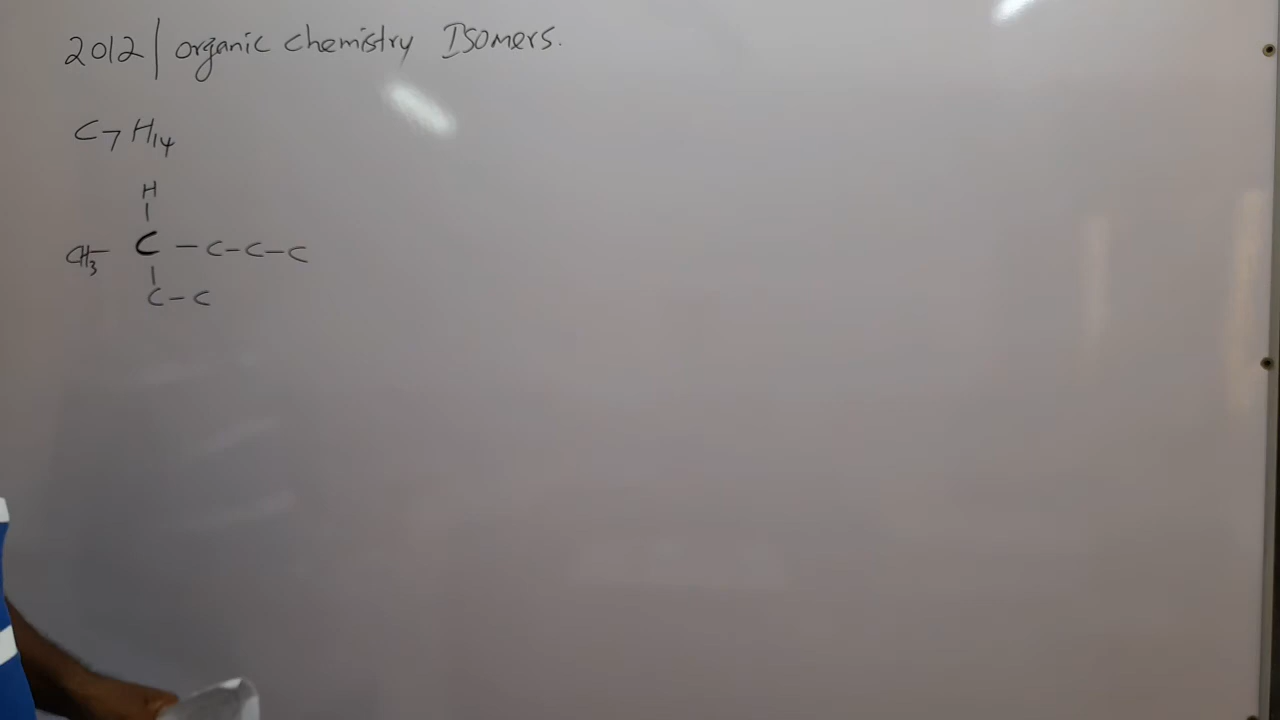 2012 | organic chemistry Isomers.
C7H14
H
|
CH3 — C — C — C — C
|
C — C